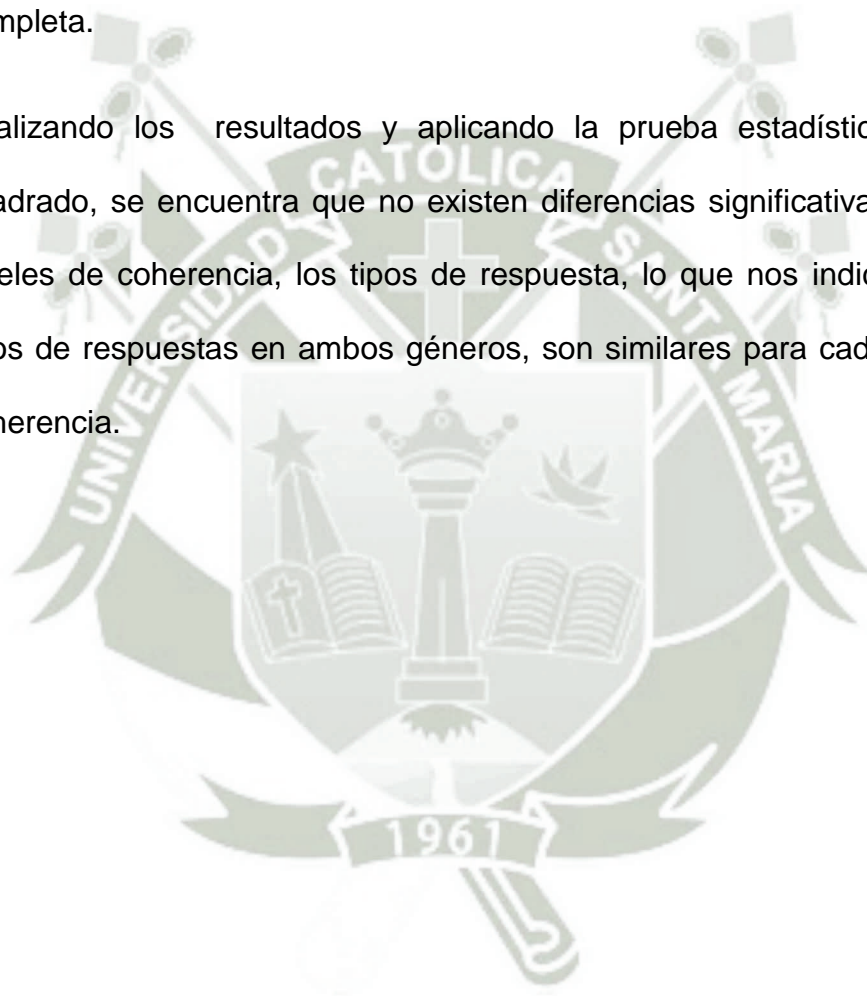 mpleta.
alizando los resultados y aplicando la prueba estadístic
adrado, se encuentra que no existen diferencias significativa
eles de coherencia, los tipos de respuesta, lo que nos indic
os de respuestas en ambos géneros, son similares para cad
herencia.
UNIVERSIDAD CATÓLICA SANTA MARIA
1961